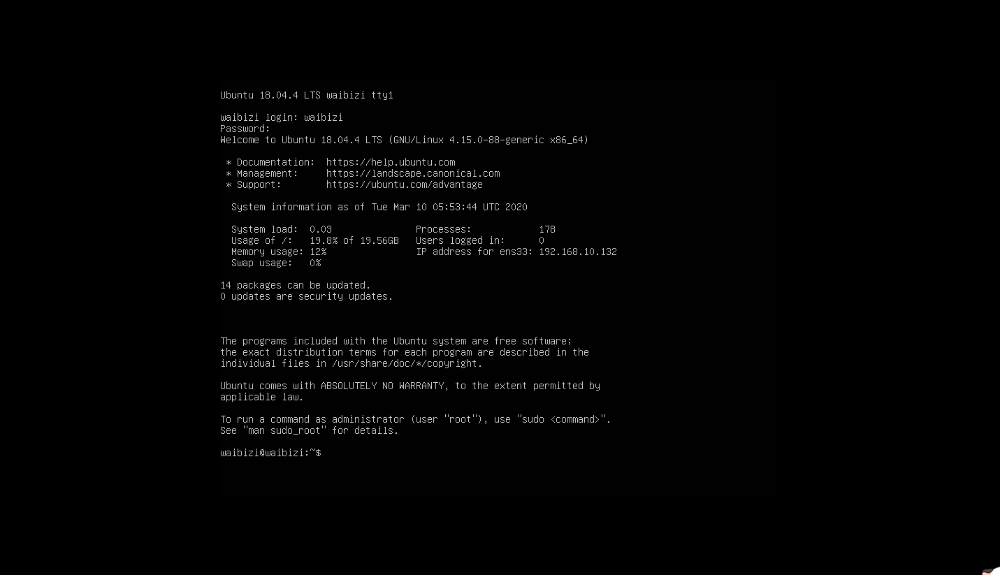 Ubuntu 18.04.4 LTS waibizi tty1
waibizi login: waibizi
Password:
Welcome to Ubuntu 18.04.4 LTS (GNU/Linux 4.15.0-88-generic x86_64)
* Documentation:  https://help.ubuntu.com
* Management:     https://landscape.canonical.com
* Support:        https://ubuntu.com/advantage
System information as of Tue Mar 10 05:53:44 UTC 2020
System load:  0.03               Processes:            178
Usage of /:   19.8% of 19.56GB   Users logged in:      0
Memory usage: 12%                IP address for ens33: 192.168.10.132
Swap usage:   0%
14 packages can be updated.
0 updates are security updates.
The programs included with the Ubuntu system are free software;
the exact distribution terms for each program are described in the
individual files in /usr/share/doc/*/copyright.
Ubuntu comes with ABSOLUTELY NO WARRANTY, to the extent permitted by
applicable law.
To run a command as administrator (user "root"), use "sudo <command>".
See "man sudo_root" for details.
waibizi@waibizi:~$